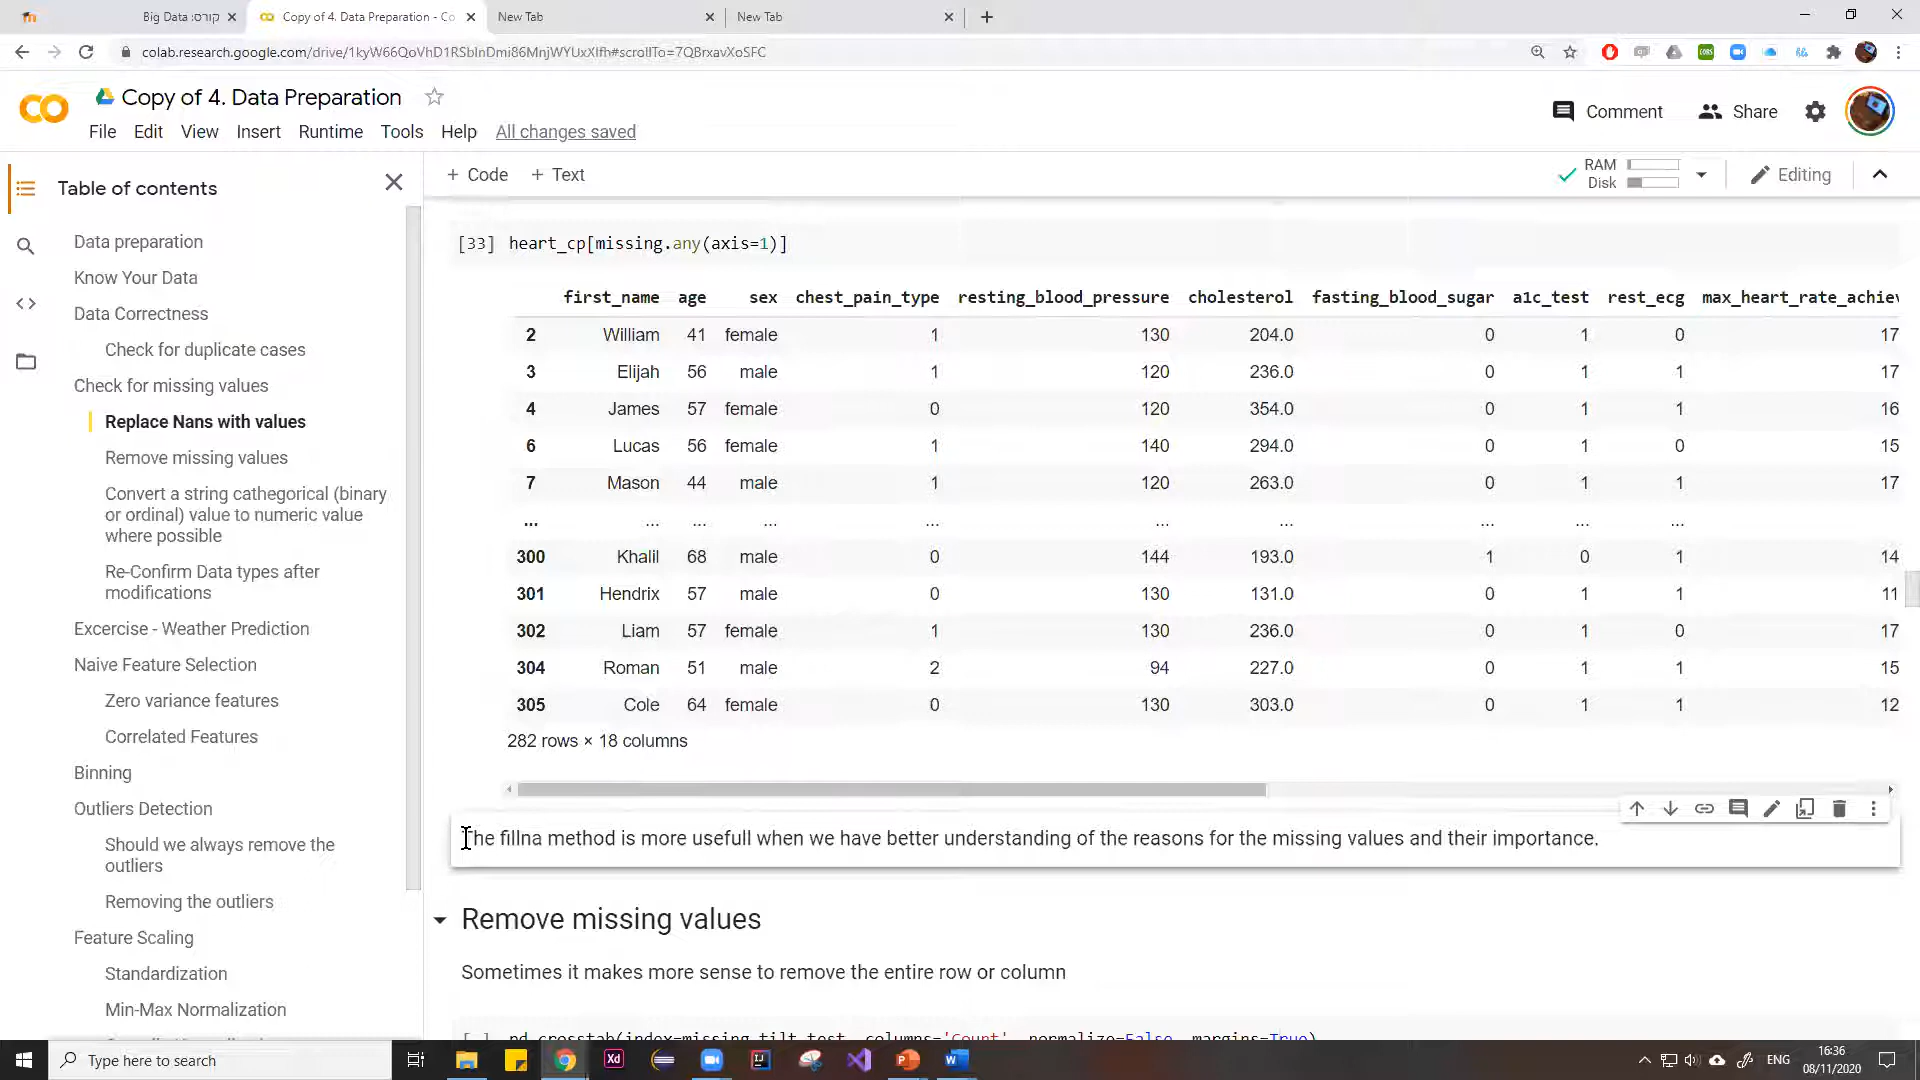 Big Data :קורס
Copy of 4. Data Preparation - Co
New Tab
New Tab
colab.research.google.com/drive/1kyW66QoVhD1RSbInDmi86MnjWYUxXlfh#scrollTo=7QBrxavXoSFC
Copy of 4. Data Preparation
Comment
Share
File Edit View Insert Runtime Tools Help All changes saved
Table of contents
+ Code + Text
RAM
Disk
Editing
Data preparation
Know Your Data
Data Correctness
Check for duplicate cases
Check for missing values
Replace Nans with values
Remove missing values
Convert a string cathegorical (binary
or ordinal) value to numeric value
where possible
Re-Confirm Data types after
modifications
Excercise - Weather Prediction
Naive Feature Selection
Zero variance features
Correlated Features
Binning
Outliers Detection
Should we always remove the
outliers
Removing the outliers
Feature Scaling
Standardization
Min-Max Normalization
[33] heart_cp[missing.any(axis=1)]
first_name age sex chest_pain_type resting_blood_pressure cholesterol fasting_blood_sugar a1c_test rest_ecg max_heart_rate_achiev
2 William 41 female 1 130 204.0 0 1 0 17
3 Elijah 56 male 1 120 236.0 0 1 1 17
4 James 57 female 0 120 354.0 0 1 1 16
6 Lucas 56 female 1 140 294.0 0 1 0 15
7 Mason 44 male 1 120 263.0 0 1 1 17
... ... ... ... ... ... ... ... ... ...
300 Khalil 68 male 0 144 193.0 1 0 1 14
301 Hendrix 57 male 0 130 131.0 0 1 1 11
302 Liam 57 female 1 130 236.0 0 1 0 17
304 Roman 51 male 2 94 227.0 0 1 1 15
305 Cole 64 female 0 130 303.0 0 1 1 12
282 rows × 18 columns
The fillna method is more usefull when we have better understanding of the reasons for the missing values and their importance.
Remove missing values
Sometimes it makes more sense to remove the entire row or column
[ ] pd.crosstab(index=missing.tilt_test, columns='Count', normalize=False, margins=True)
Type here to search
ENG
16:36
08/11/2020